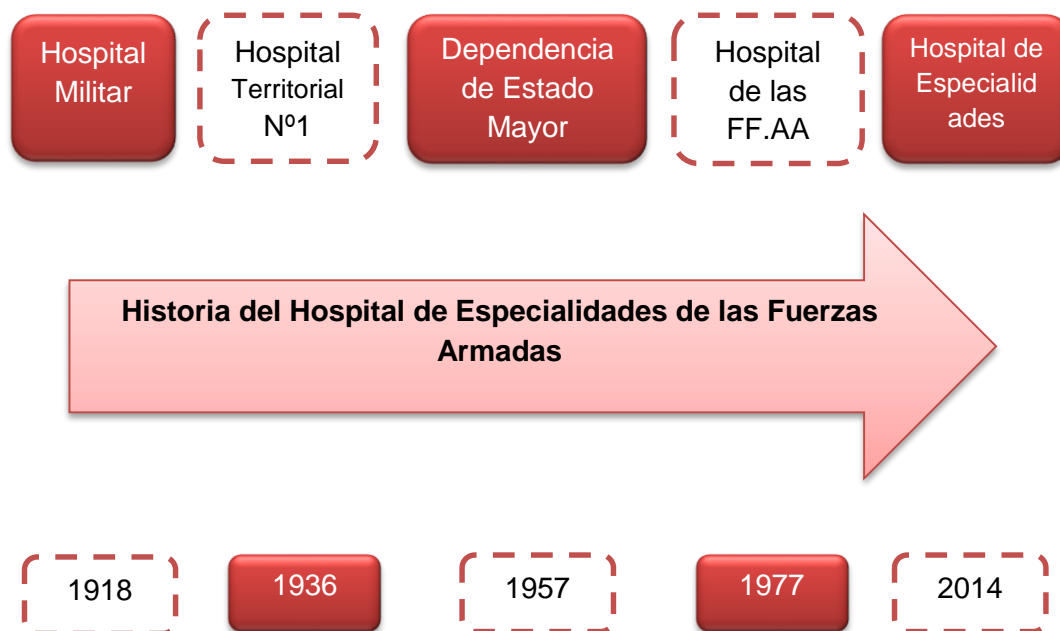 Hospital
Militar
Hospital
Territorial
Nº1
Dependencia
de Estado
Mayor
Hospital
de las
FF.AA
Hospital de
Especialid
ades
Historia del Hospital de Especialidades de las Fuerzas
Armadas
1918
1936
1957
1977
2014